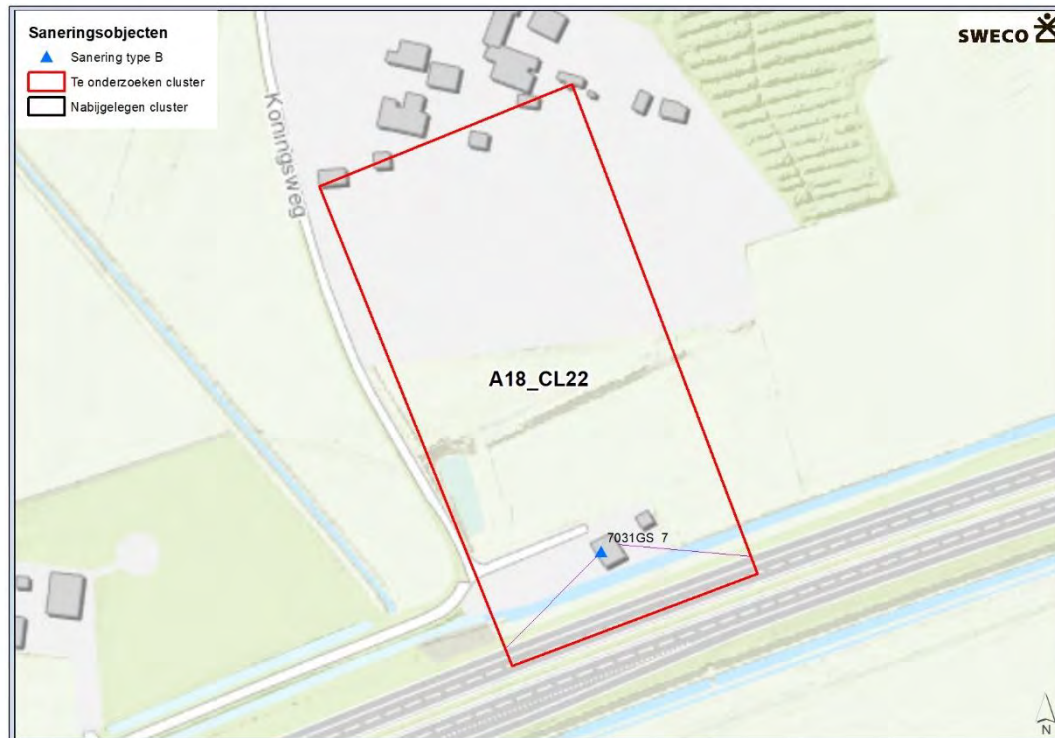 Saneringsobjecten
Sanering type B
Te onderzoeken cluster
Nabijgelegen cluster
SWECO
Koningsweg
A18_CL22
7031GS 7
N